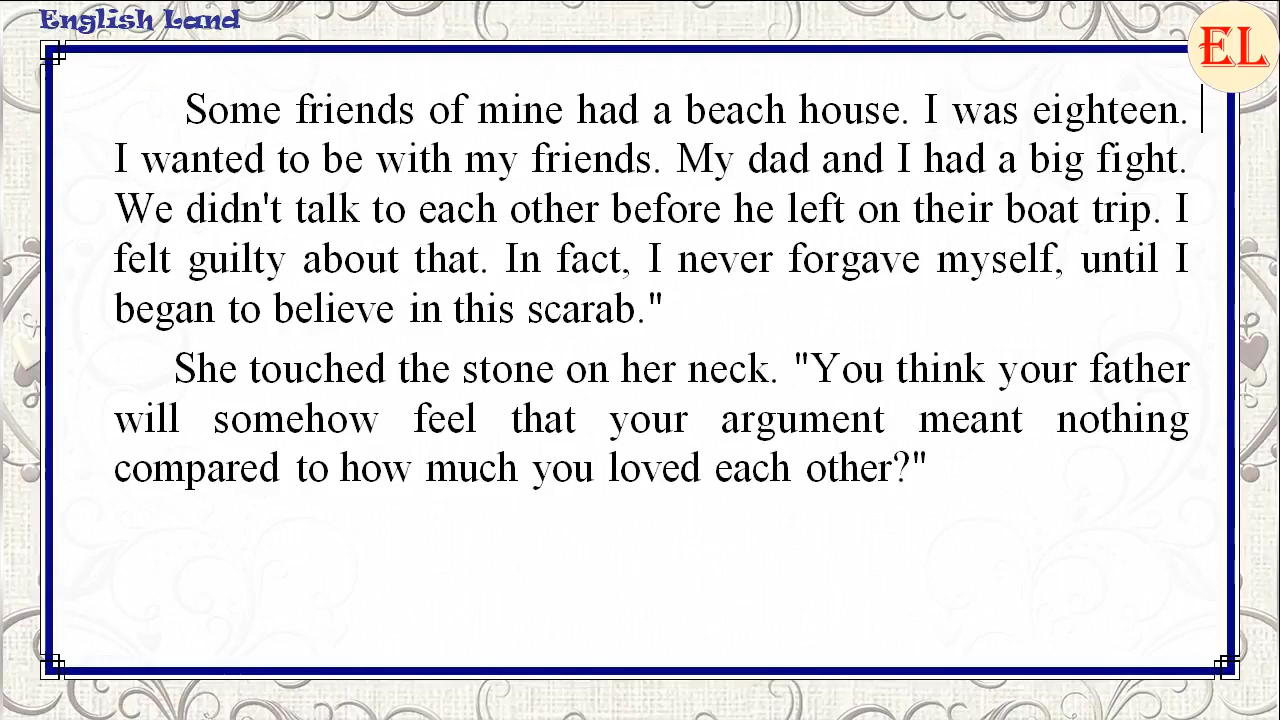 English Land
EL
Some friends of mine had a beach house. I was eighteen.
I wanted to be with my friends. My dad and I had a big fight.
We didn't talk to each other before he left on their boat trip. I
felt guilty about that. In fact, I never forgave myself, until I
began to believe in this scarab."
She touched the stone on her neck. "You think your father
will somehow feel that your argument meant nothing
compared to how much you loved each other?"